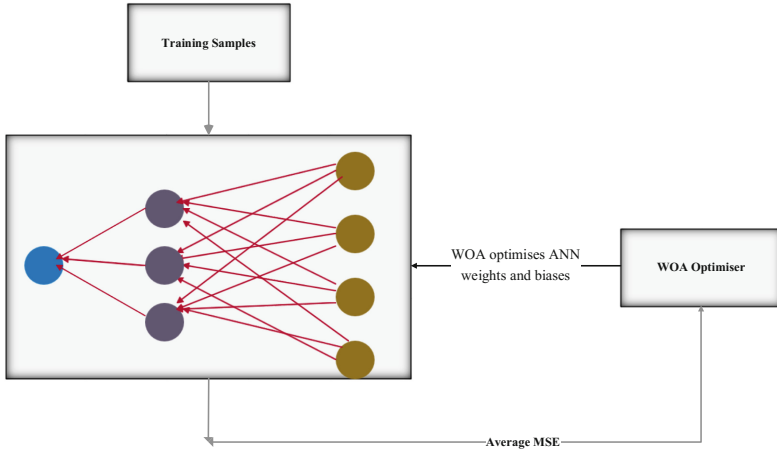 Training Samples
WOA optimises ANN
weights and biases
WOA Optimiser
Average MSE